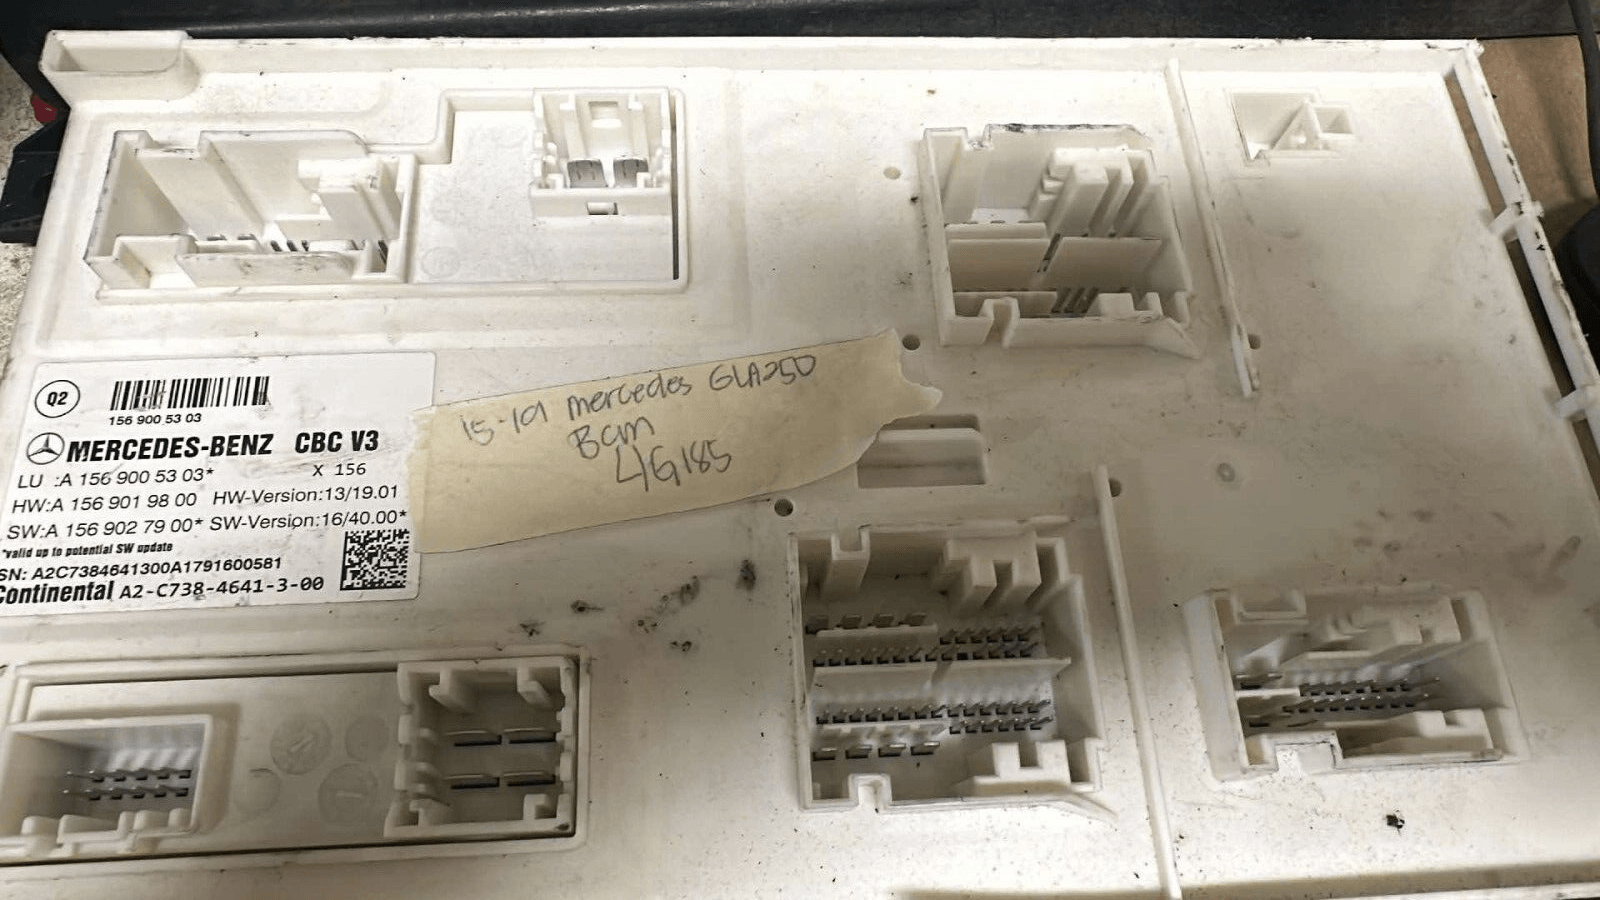 Q2
156 900 53 03
MERCEDES-BENZ CBC V3
LU :A 156 900 53 03* X 156
HW:A 156 901 98 00 HW-Version:13/19.01
SW:A 156 902 79 00* SW-Version:16/40.00*
*valid up to potential SW update
SN: A2C7384641300A1791600581
Continental A2-C738-4641-3-00
15-19 mercedes GLA250
BCM
4G185